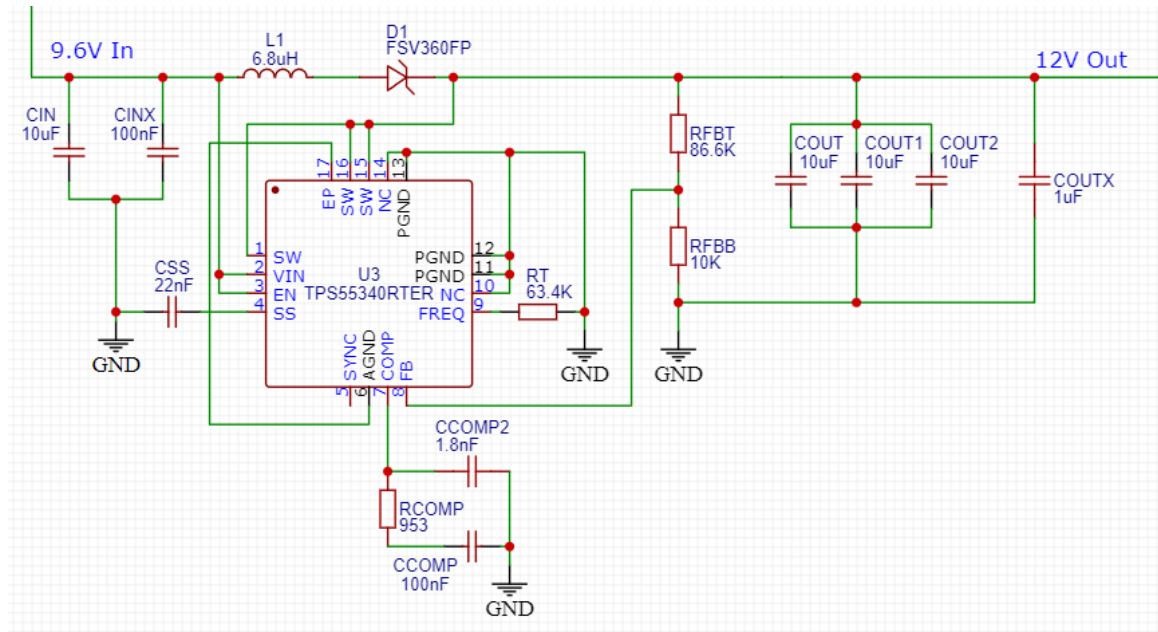 9.6V In
L1
6.8uH
D1
FSV360FP
12V Out
CIN
10uF
CINX
100nF
RFBT
86.6K
COUT
10uF
COUT1
10uF
COUT2
10uF
COUTX
1uF
17
16
15
14
13
EP
SW
SW
NC
PGND
RFBB
10K
1
SW
2
VIN
3
EN
4
SS
U3
TPS55340RTER
PGND
12
PGND
11
NC
10
FREQ
9
CSS
22nF
RT
63.4K
SYNC
AGND
COMP
FB
5
6
7
8
GND
GND
GND
CCOMP2
1.8nF
RCOMP
953
CCOMP
100nF
GND